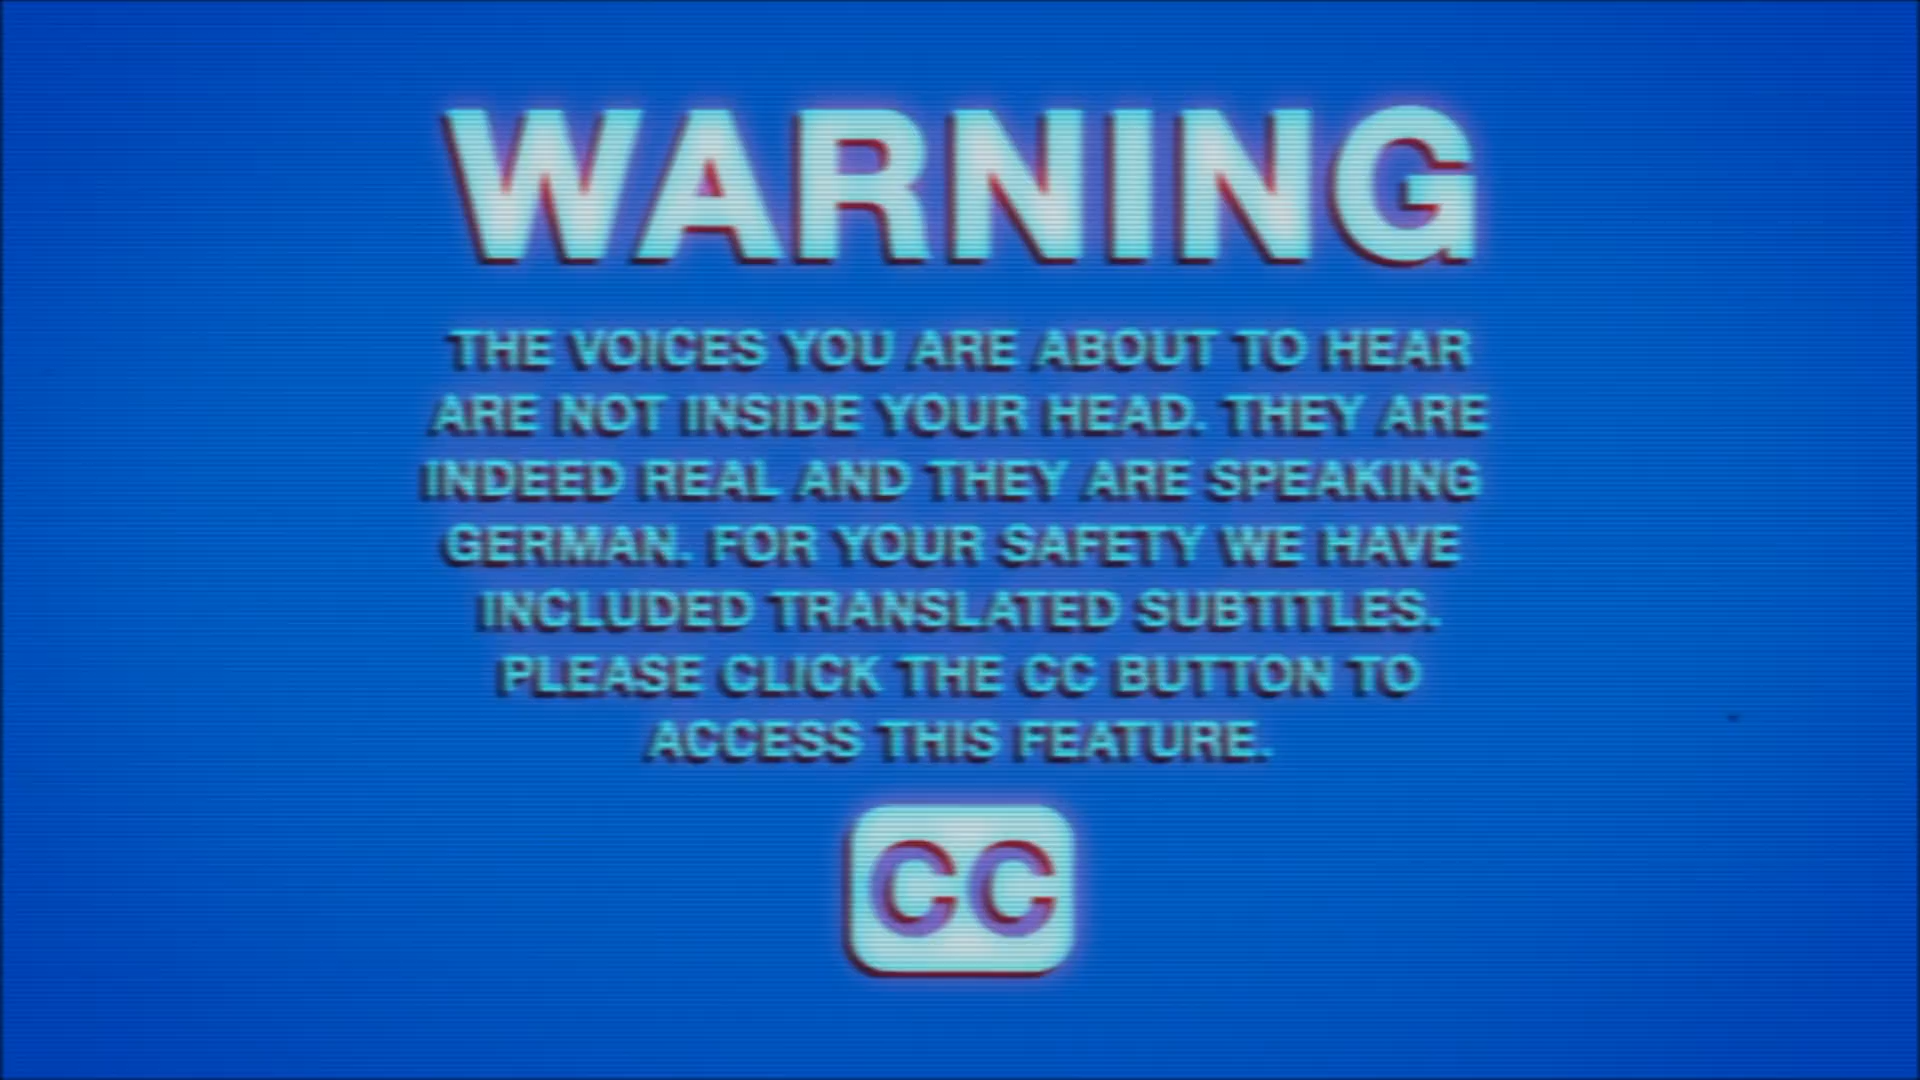 WARNING
THE VOICES YOU ARE ABOUT TO HEAR
ARE NOT INSIDE YOUR HEAD. THEY ARE
INDEED REAL AND THEY ARE SPEAKING
GERMAN. FOR YOUR SAFETY WE HAVE
INCLUDED TRANSLATED SUBTITLES.
PLEASE CLICK THE CC BUTTON TO
ACCESS THIS FEATURE.
CC